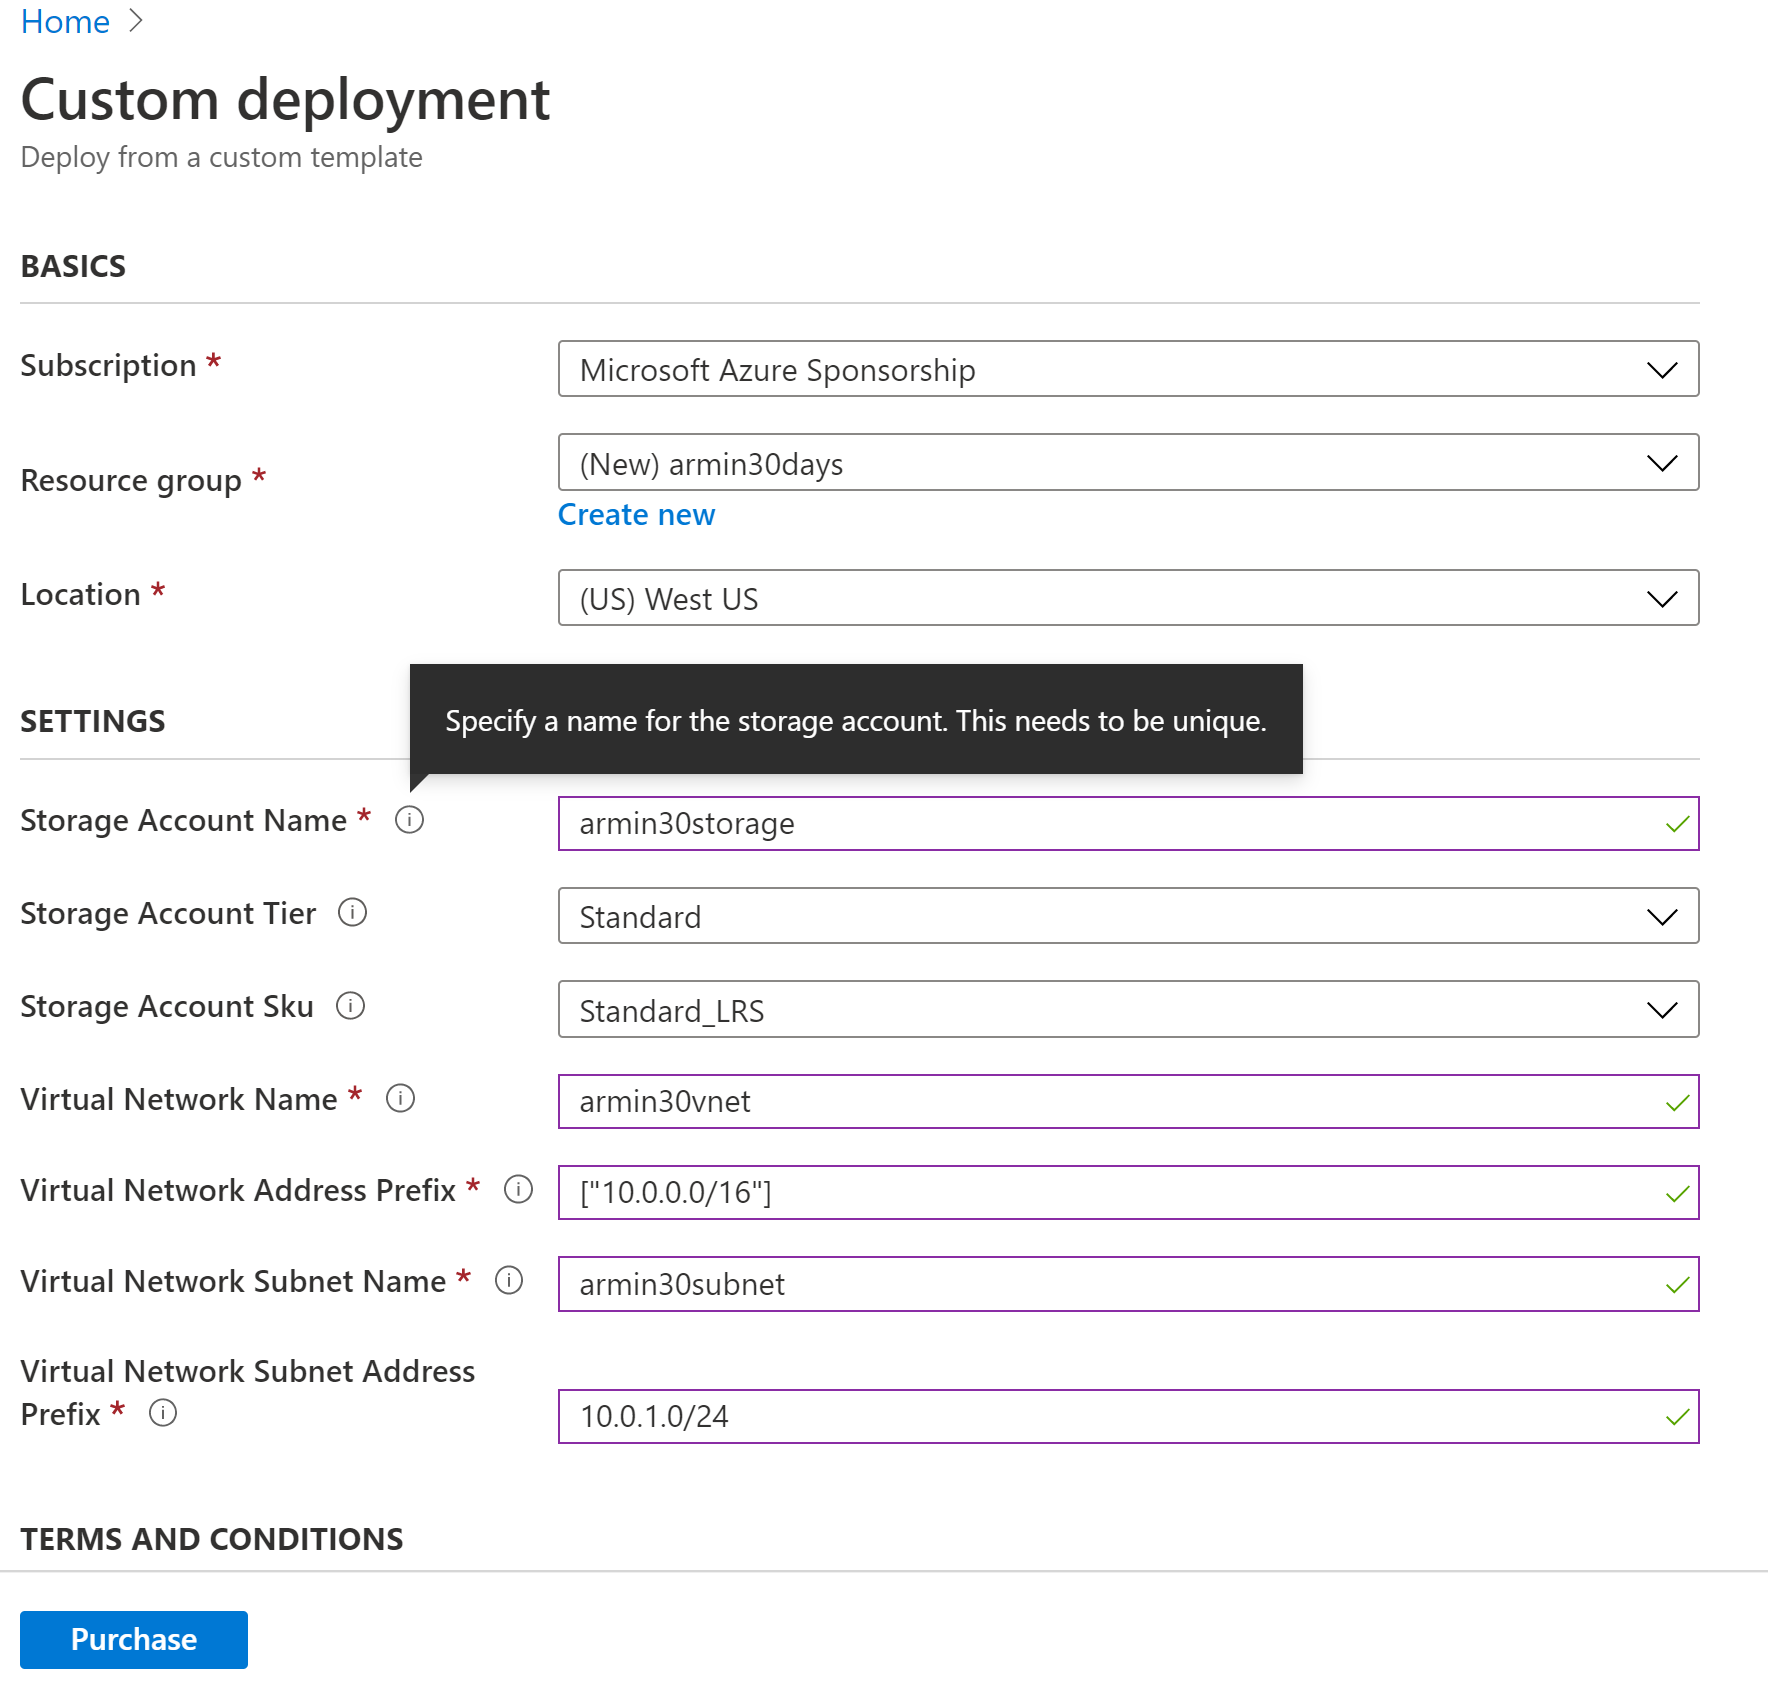 Home
Custom deployment
Deploy from a custom template
BASICS
Subscription *
Microsoft Azure Sponsorship
Resource group *
(New) armin30days
Create new
Location *
(US) West US
SETTINGS
Specify a name for the storage account. This needs to be unique.
Storage Account Name *
armin30storage
Storage Account Tier
Standard
Storage Account Sku
Standard_LRS
Virtual Network Name *
armin30vnet
Virtual Network Address Prefix *
["10.0.0.0/16"]
Virtual Network Subnet Name *
armin30subnet
Virtual Network Subnet Address
Prefix *
10.0.1.0/24
TERMS AND CONDITIONS
Purchase